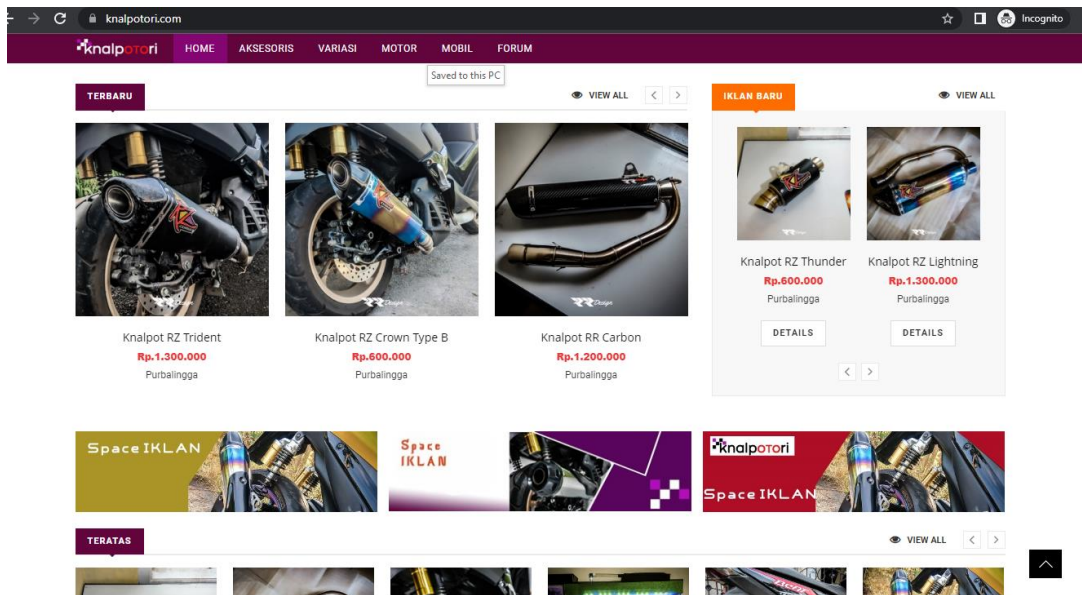 knalpotori.com
Incognito
knalpotori
HOME
AKSESORIS
VARIASI
MOTOR
MOBIL
FORUM
Saved to this PC
TERBARU
VIEW ALL
IKLAN BARU
VIEW ALL
Knalpot RZ Trident
Rp.1.300.000
Purbalingga
Knalpot RZ Crown Type B
Rp.600.000
Purbalingga
Knalpot RR Carbon
Rp.1.200.000
Purbalingga
Knalpot RZ Thunder
Rp.600.000
Purbalingga
DETAILS
Knalpot RZ Lightning
Rp.1.300.000
Purbalingga
DETAILS
Space IKLAN
Space
IKLAN
knalpotori
Space IKLAN
TERATAS
VIEW ALL